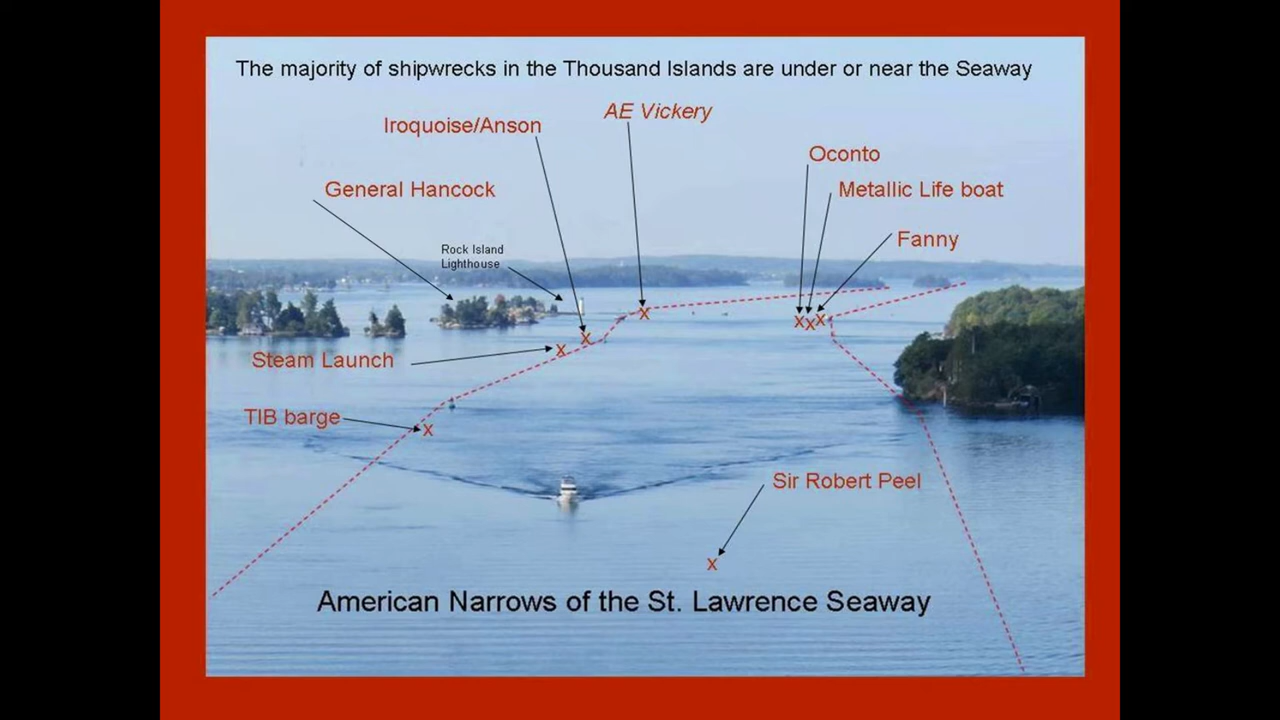 The majority of shipwrecks in the Thousand Islands are under or near the Seaway
AE Vickery
Iroquoise/Anson
Oconto
General Hancock
Metallic Life boat
Fanny
Rock Island
Lighthouse
x
x x x
x
x
Steam Launch
TIB barge
x
Sir Robert Peel
x
American Narrows of the St. Lawrence Seaway